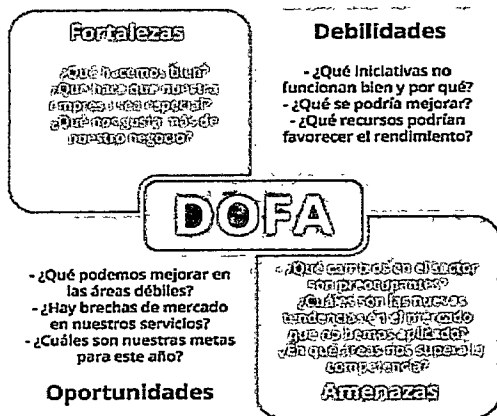 Fortalezas
¿Qué hacemos bien?
¿Qué hace que nuestra
empresa sea especial?
¿Qué nos gusta más de
nuestro negocio?
Debilidades
- ¿Qué iniciativas no
funcionan bien y por qué?
- ¿Qué se podría mejorar?
- ¿Qué recursos podrían
favorecer el rendimiento?
DOFA
- ¿Qué podemos mejorar en
las áreas débiles?
- ¿Hay brechas de mercado
en nuestros servicios?
- ¿Cuáles son nuestras metas
para este año?
Oportunidades
- ¿Qué cambios en el sector
son preocupantes?
¿Cuáles son las nuevas
tendencias en el mercado
que no hemos aplicado?
¿En qué áreas nos supera la
competencia?
Amenazas